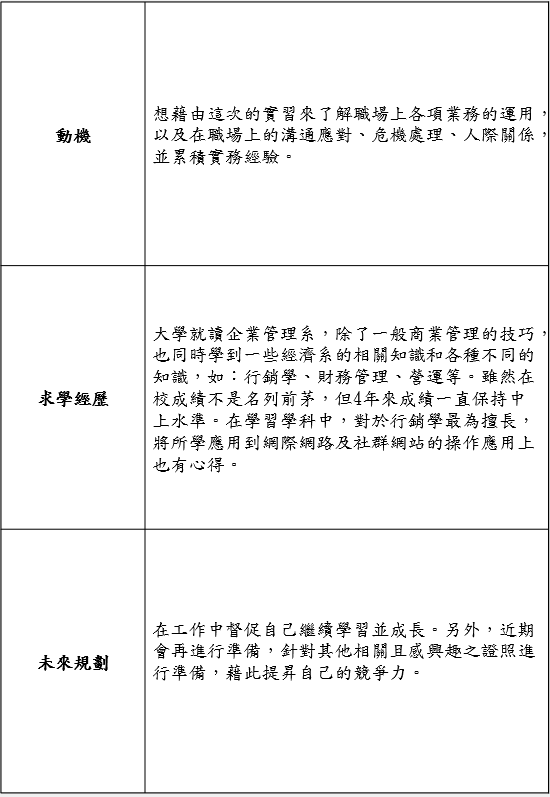 動機
想藉由這次的實習來了解職場上各項業務的運用，
以及在職場上的溝通應對、危機處理、人際關係，
並累積實務經驗。
求學經歷
大學就讀企業管理系，除了一般商業管理的技巧，
也同時學到一些經濟系的相關知識和各種不同的
知識，如：行銷學、財務管理、營運等。雖然在
校成績不是名列前茅，但4年來成績一直保持中
上水準。在學習學科中，對於行銷學最為擅長，
將所學應用到網際網路及社群網站的操作應用上
也有心得。
未來規劃
在工作中督促自己繼續學習並成長。另外，近期
會再進行準備，針對其他相關且感興趣之證照進
行準備，藉此提昇自己的競爭力。